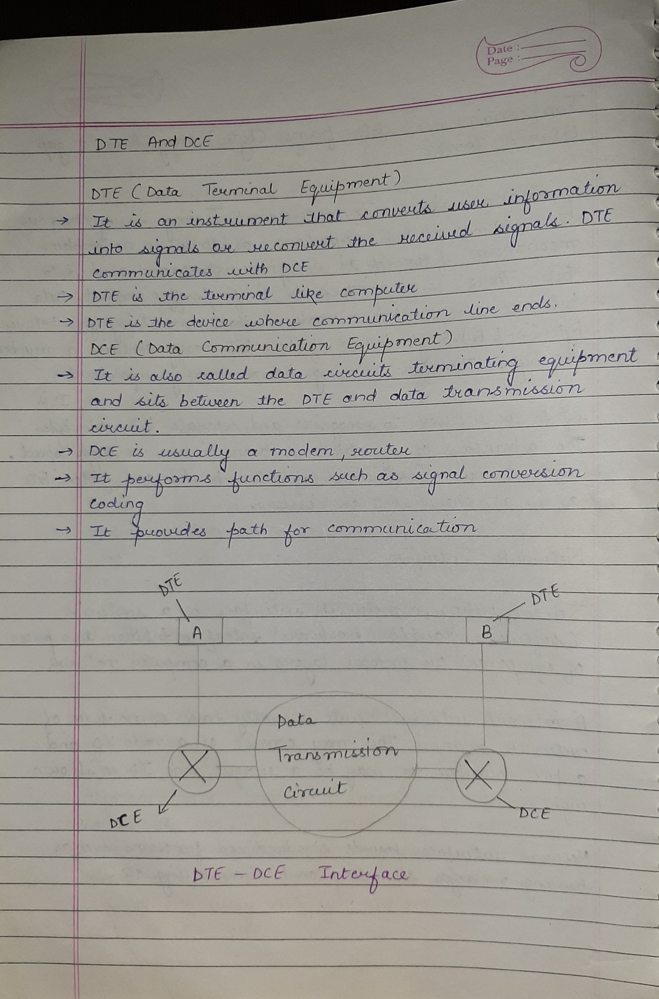 Date :
Page :
DTE And DCE
DTE (Data Terminal Equipment)
→ It is an instrument that converts user information
into signals or reconvert the received signals. DTE
communicates with DCE
→ DTE is the terminal like computer
→ DTE is the device where communication line ends.
DCE (Data Communication Equipment)
→ It is also called data circuits terminating equipment
and sits between the DTE and data transmission
circuit.
→ DCE is usually a modem, router
→ It performs functions such as signal conversion
coding
→ It provides path for communication
DTE
DTE
A
B
Data
Transmission
Circuit
DCE
DCE
DTE - DCE Interface